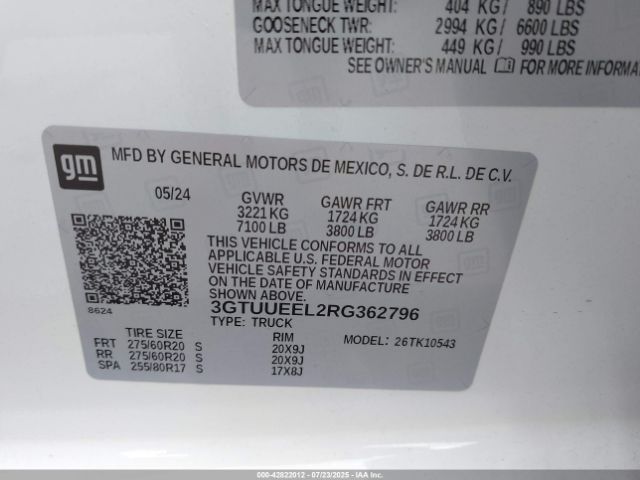 MAX TONGUE WEIGHT: 404 KG/ 890 LBS
GOOSENECK TWR: 2994 KG/ 6600 LBS
MAX TONGUE WEIGHT: 449 KG/ 990 LBS
SEE OWNER'S MANUAL FOR MORE INFORMA
gm MFD BY GENERAL MOTORS DE MEXICO, S. DE R.L. DE C.V.
05/24 GVWR GAWR FRT GAWR RR
3221 KG 1724 KG 1724 KG
7100 LB 3800 LB 3800 LB
THIS VEHICLE CONFORMS TO ALL
APPLICABLE U.S. FEDERAL MOTOR
VEHICLE SAFETY STANDARDS IN EFFECT
ON THE DATE OF MANUFACTURE
SHOWN ABOVE.
8624 3GTUUEEL2RG362796
TYPE: TRUCK
TIRE SIZE RIM MODEL: 26TK10543
FRT 275/60R20 S 20X9J
RR 275/60R20 S 20X9J
SPA 255/80R17 S 17X8J
000-42822012 - 07/23/2025 - IAAI.COM